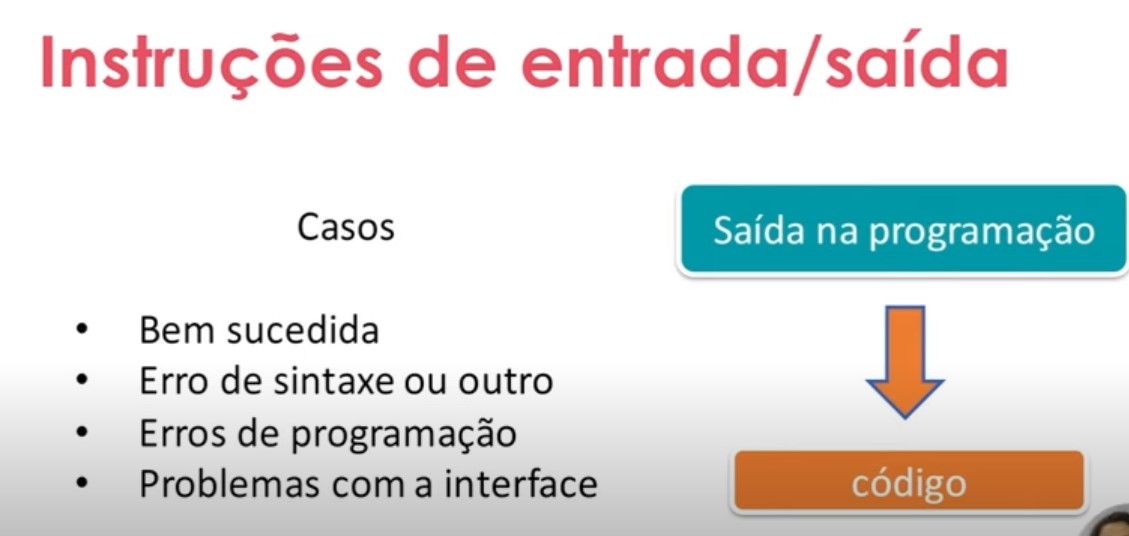 Instruções de entrada/saída
Casos
• Bem sucedida
• Erro de sintaxe ou outro
• Erros de programação
• Problemas com a interface
Saída na programação
código